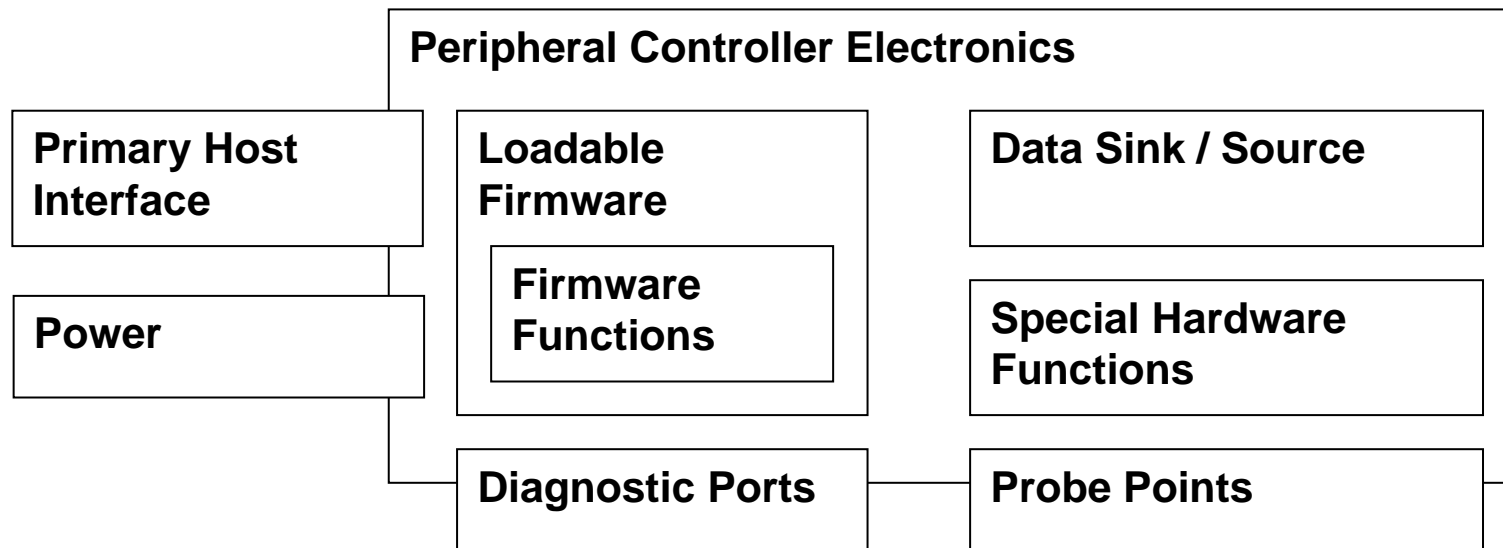 Peripheral Controller Electronics
Primary Host
Interface
Loadable
Firmware
Data Sink / Source
Firmware
Functions
Power
Special Hardware
Functions
Diagnostic Ports
Probe Points